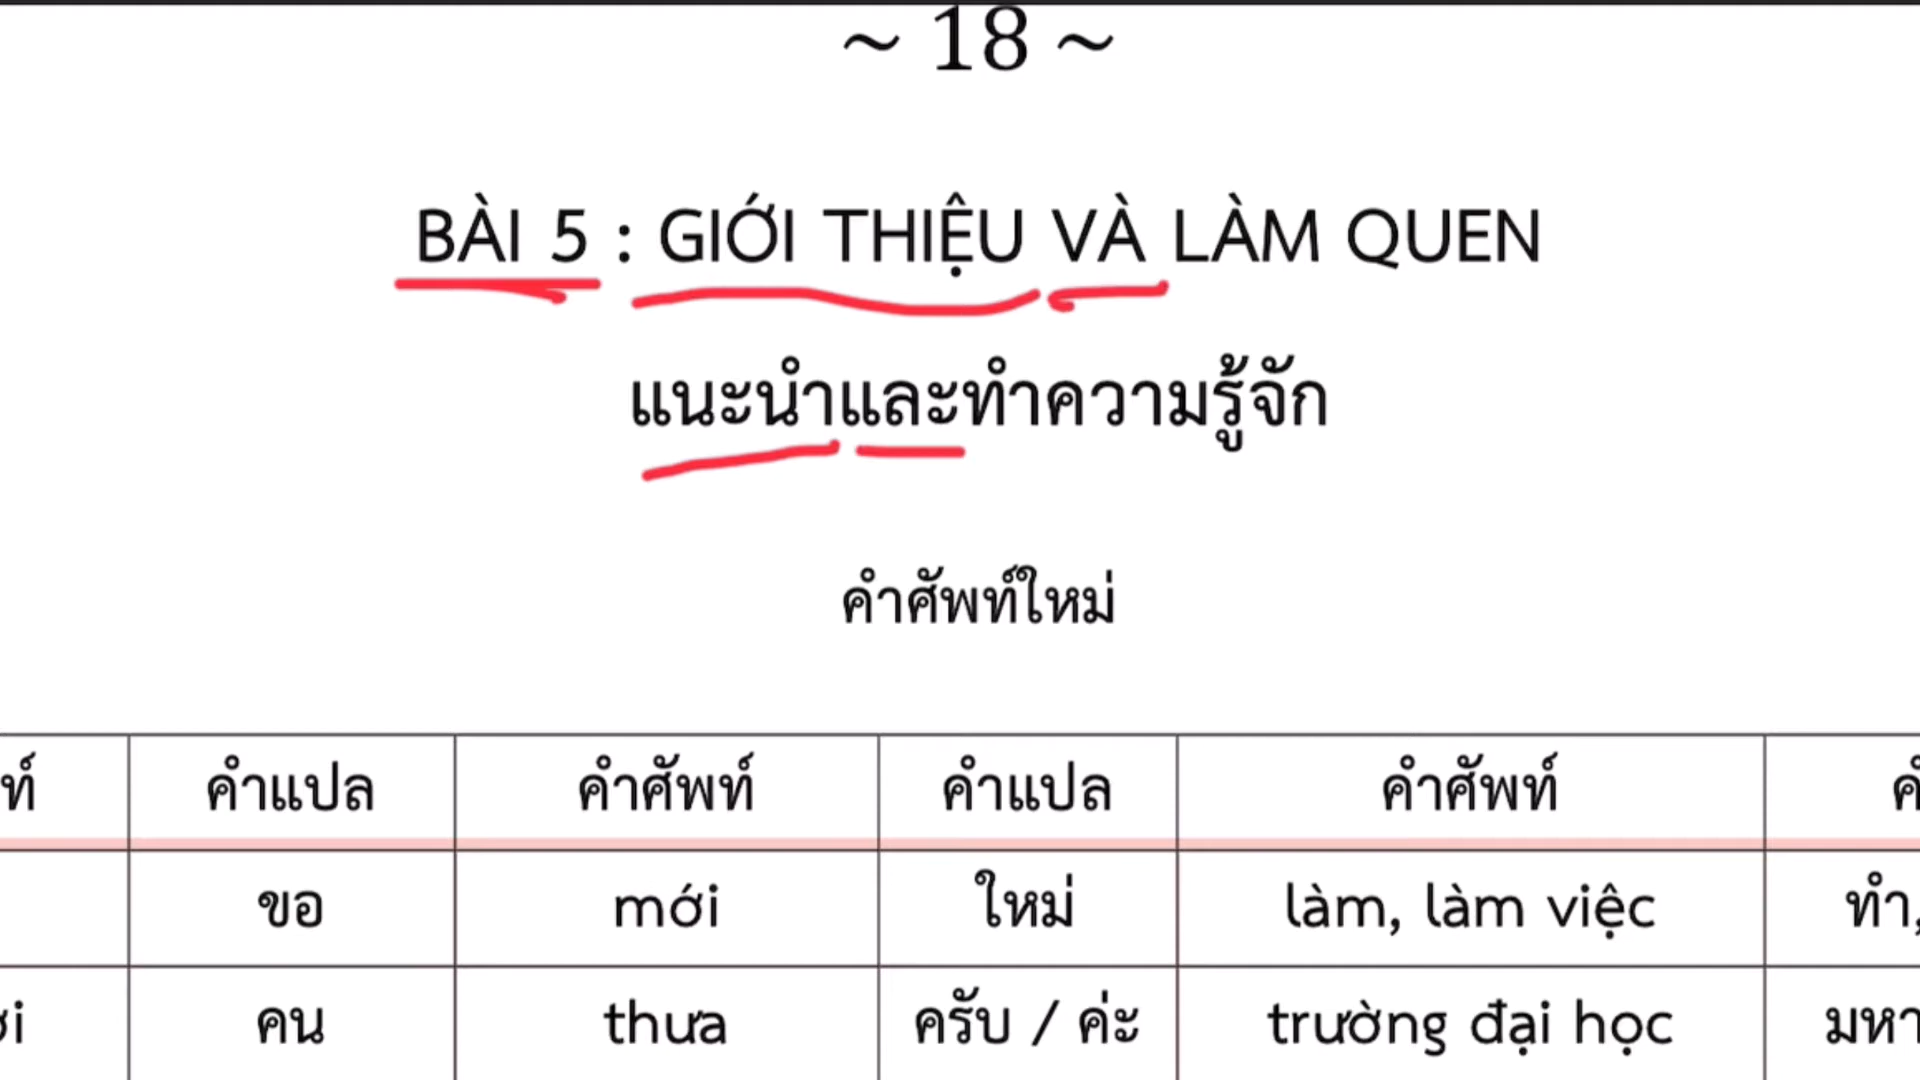 ~ 18 ~
BÀI 5 : GIỚI THIỆU VÀ LÀM QUEN
แนะนำและทำความรู้จัก
คำศัพท์ใหม่
คำแปล คำศัพท์ คำแปล คำศัพท์
ขอ mới ใหม่ làm, làm việc ทำ,
คน thưa ครับ / ค่ะ trường đại học